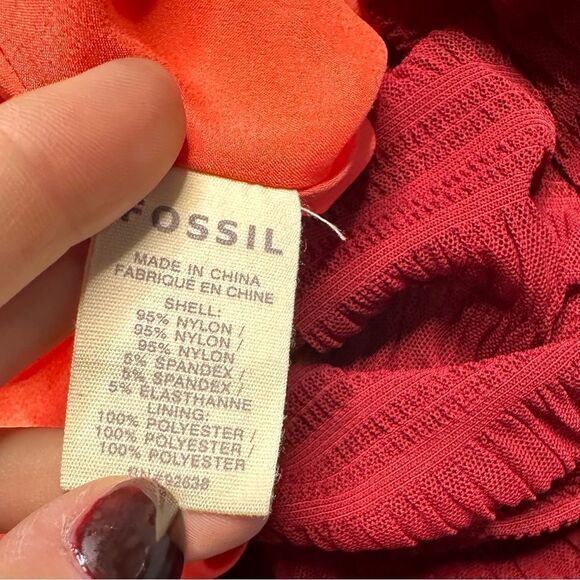 FOSSIL
MADE IN CHINA
FABRIQUÉ EN CHINE
SHELL:
95% NYLON /
95% NYLON /
95% NYLON
5% SPANDEX /
5% SPANDEX /
5% ELASTHANNE
LINING.
100% POLYESTER /
100% POLYESTER /
100% POLYESTER